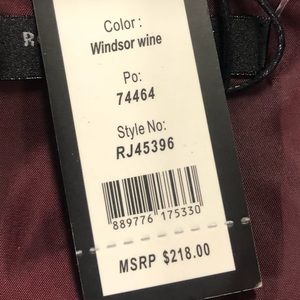 Color :
Windsor wine
Po:
74464
Style No:
RJ45396
889776 175330
MSRP $218.00